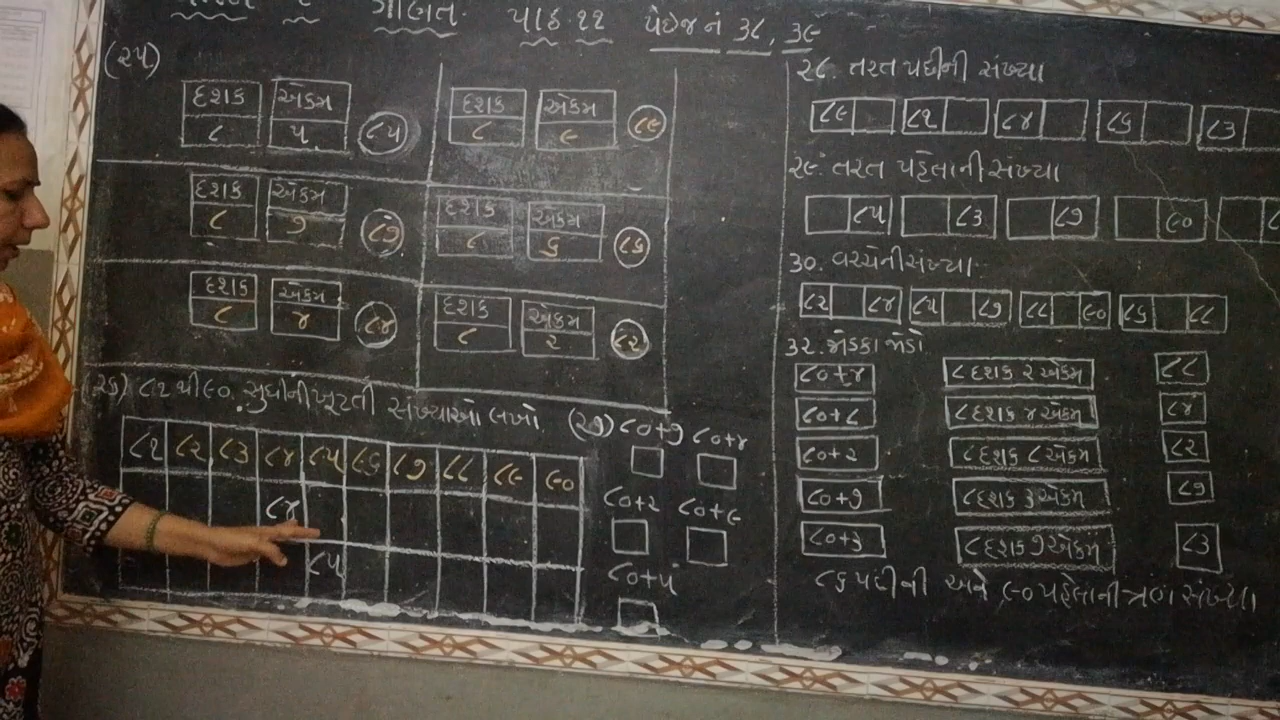 ગણિત. પાઠ ૧૧ પેજ નં ૩૮, ૩૯
(૨૫)
દશક એકમ
૮ ૫ ૮૫
દશક એકમ
૮ ૯ ૮૯
દશક એકમ
૮ ૭ ૮૭
દશક એકમ
૮ ૬ ૮૬
દશક એકમ
૮ ૪ ૮૪
દશક એકમ
૮ ૨ ૮૨
(૨૬) ૮૧ થી ૯૦ સુધીની ખૂટતી સંખ્યાઓ લખો
૮૧ ૮૨ ૮૩ ૮૪ ૮૫ ૮૬ ૮૭ ૮૮ ૮૯ ૯૦
૮૪
૮૫
(૨૭) ૮૦+૭ ૮૦+૪
૮૦+૨ ૮૦+૯
૮૦+૫
૨૮. તરત પછીની સંખ્યા
૮૯ ૮૧ ૮૪ ૮૬ ૮૩
૨૯. તરત પહેલાની સંખ્યા
૮૫ ૮૩ ૮૭ ૯૦
૩૦. વચ્ચેની સંખ્યા
૮૨ ૮૪ ૮૫ ૮૭ ૮૮ ૯૦ ૮૬ ૮૮
૩૧. જોડકા જોડો
૮૦+૪ ૮ દશક ૨ એકમ ૮૮
૮૦+૮ ૮ દશક ૪ એકમ ૮૪
૮૦+૨ ૮ દશક ૮ એકમ ૮૨
૮૦+૭ ૮ દશક ૩ એકમ ૮૭
૮૦+૩ ૮ દશક ૭ એકમ ૮૩
૮૬ પછીની અને ૯૦ પહેલાની ત્રણ સંખ્યા